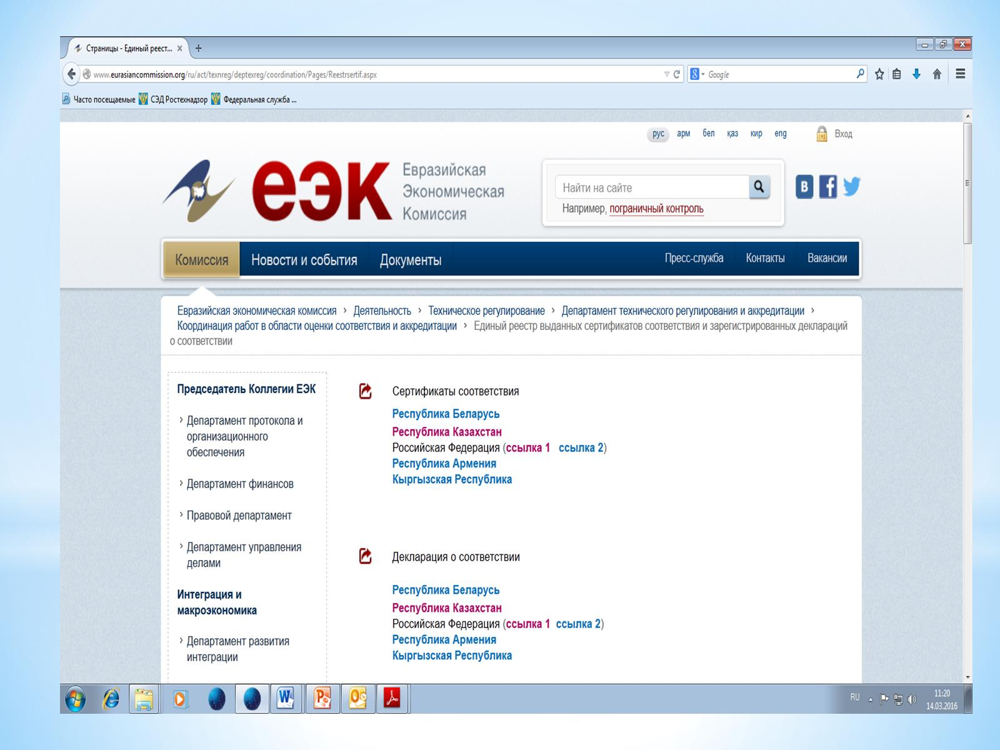 Страницы - Единый реест...
www.eurasiancommission.org/ru/act/texnreg/deptexreg/coordination/Pages/Reestrsertif.aspx
Google
Часто посещаемые СЭД Ростехнадзор Федеральная служба ...
рус арм бел қаз кир eng Вход
еэк
Евразийская
Экономическая
Комиссия
Найти на сайте
Например, пограничный контроль
В f
Комиссия Новости и события Документы Пресс-служба Контакты Вакансии
Евразийская экономическая комиссия › Деятельность › Техническое регулирование › Департамент технического регулирования и аккредитации ›
Координация работ в области оценки соответствия и аккредитации › Единый реестр выданных сертификатов соответствия и зарегистрированных деклараций
о соответствии
Председатель Коллегии ЕЭК
› Департамент протокола и
организационного
обеспечения
› Департамент финансов
› Правовой департамент
› Департамент управления
делами
Интеграция и
макроэкономика
› Департамент развития
интеграции
Сертификаты соответствия
Республика Беларусь
Республика Казахстан
Российская Федерация (ссылка 1 ссылка 2)
Республика Армения
Кыргызская Республика
Декларация о соответствии
Республика Беларусь
Республика Казахстан
Российская Федерация (ссылка 1 ссылка 2)
Республика Армения
Кыргызская Республика
RU
11:20
14.03.2016